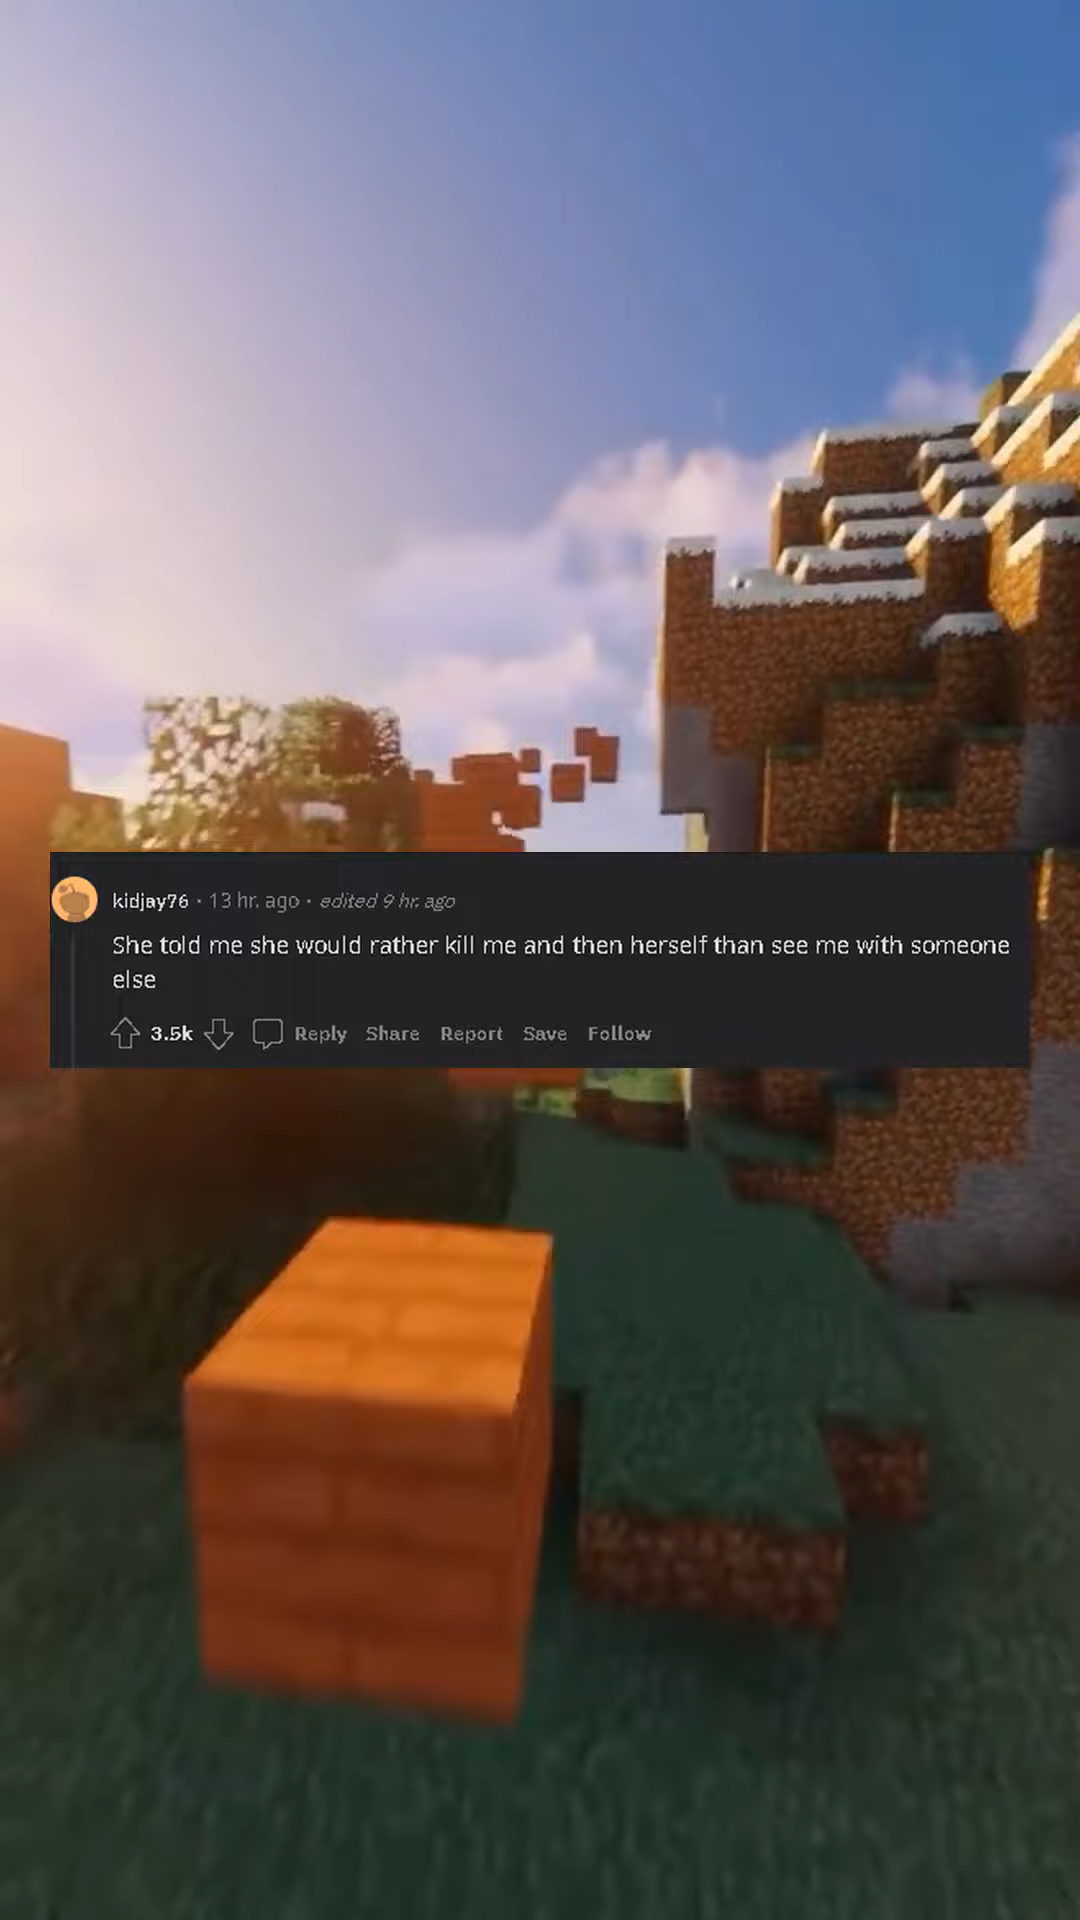 kidjay76 · 13 hr. ago · edited 9 hr. ago
She told me she would rather kill me and then herself than see me with someone
else
3.5k Reply Share Report Save Follow